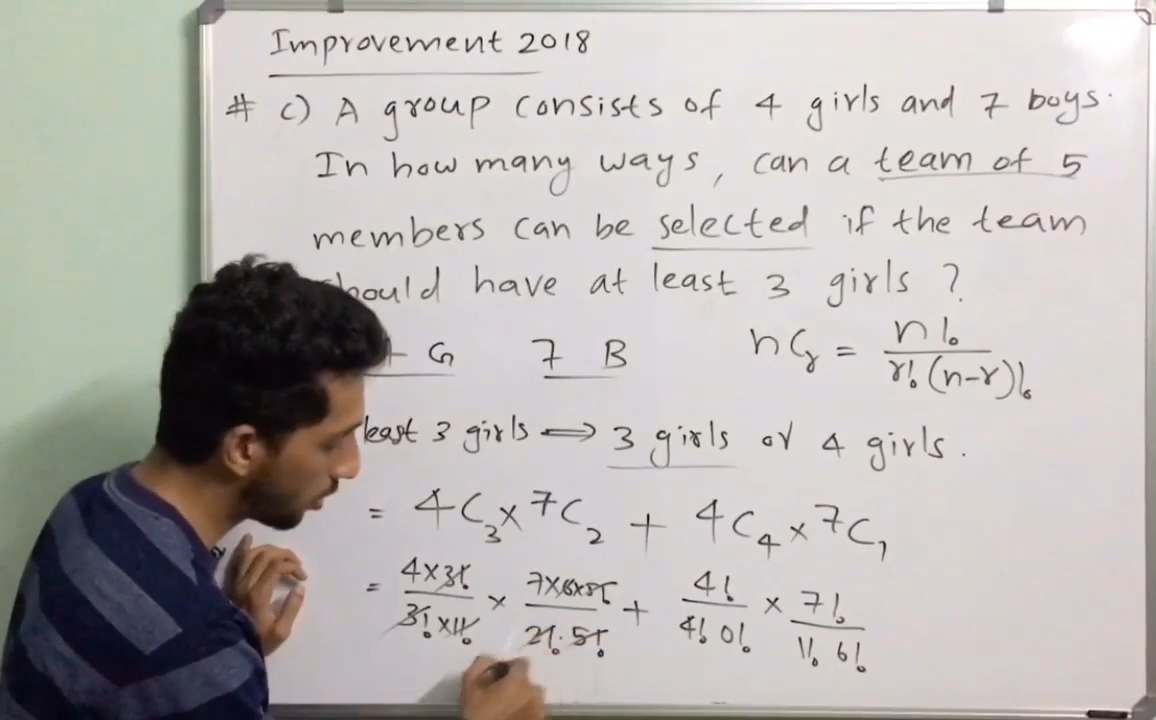 Improvement 2018
# c) A group consists of 4 girls and 7 boys.
In how many ways, can a team of 5
members can be selected if the team
should have at least 3 girls ?
G 7 B nCr = n! / r!(n-r)!
least 3 girls ⟹ 3 girls or 4 girls.
= 4C3 × 7C2 + 4C4 × 7C1
= 4×3! / 3!×1! × 7×6×5! / 2!·5! + 4! / 4! 0! × 7! / 1! 6!